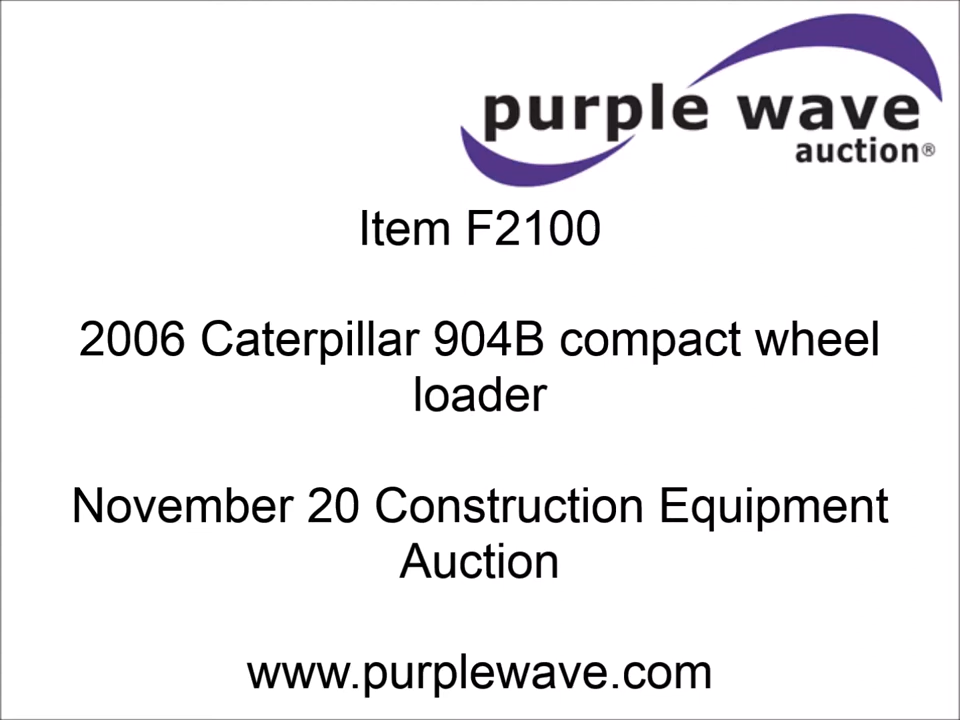 purple wave
auction®
Item F2100
2006 Caterpillar 904B compact wheel
loader
November 20 Construction Equipment
Auction
www.purplewave.com